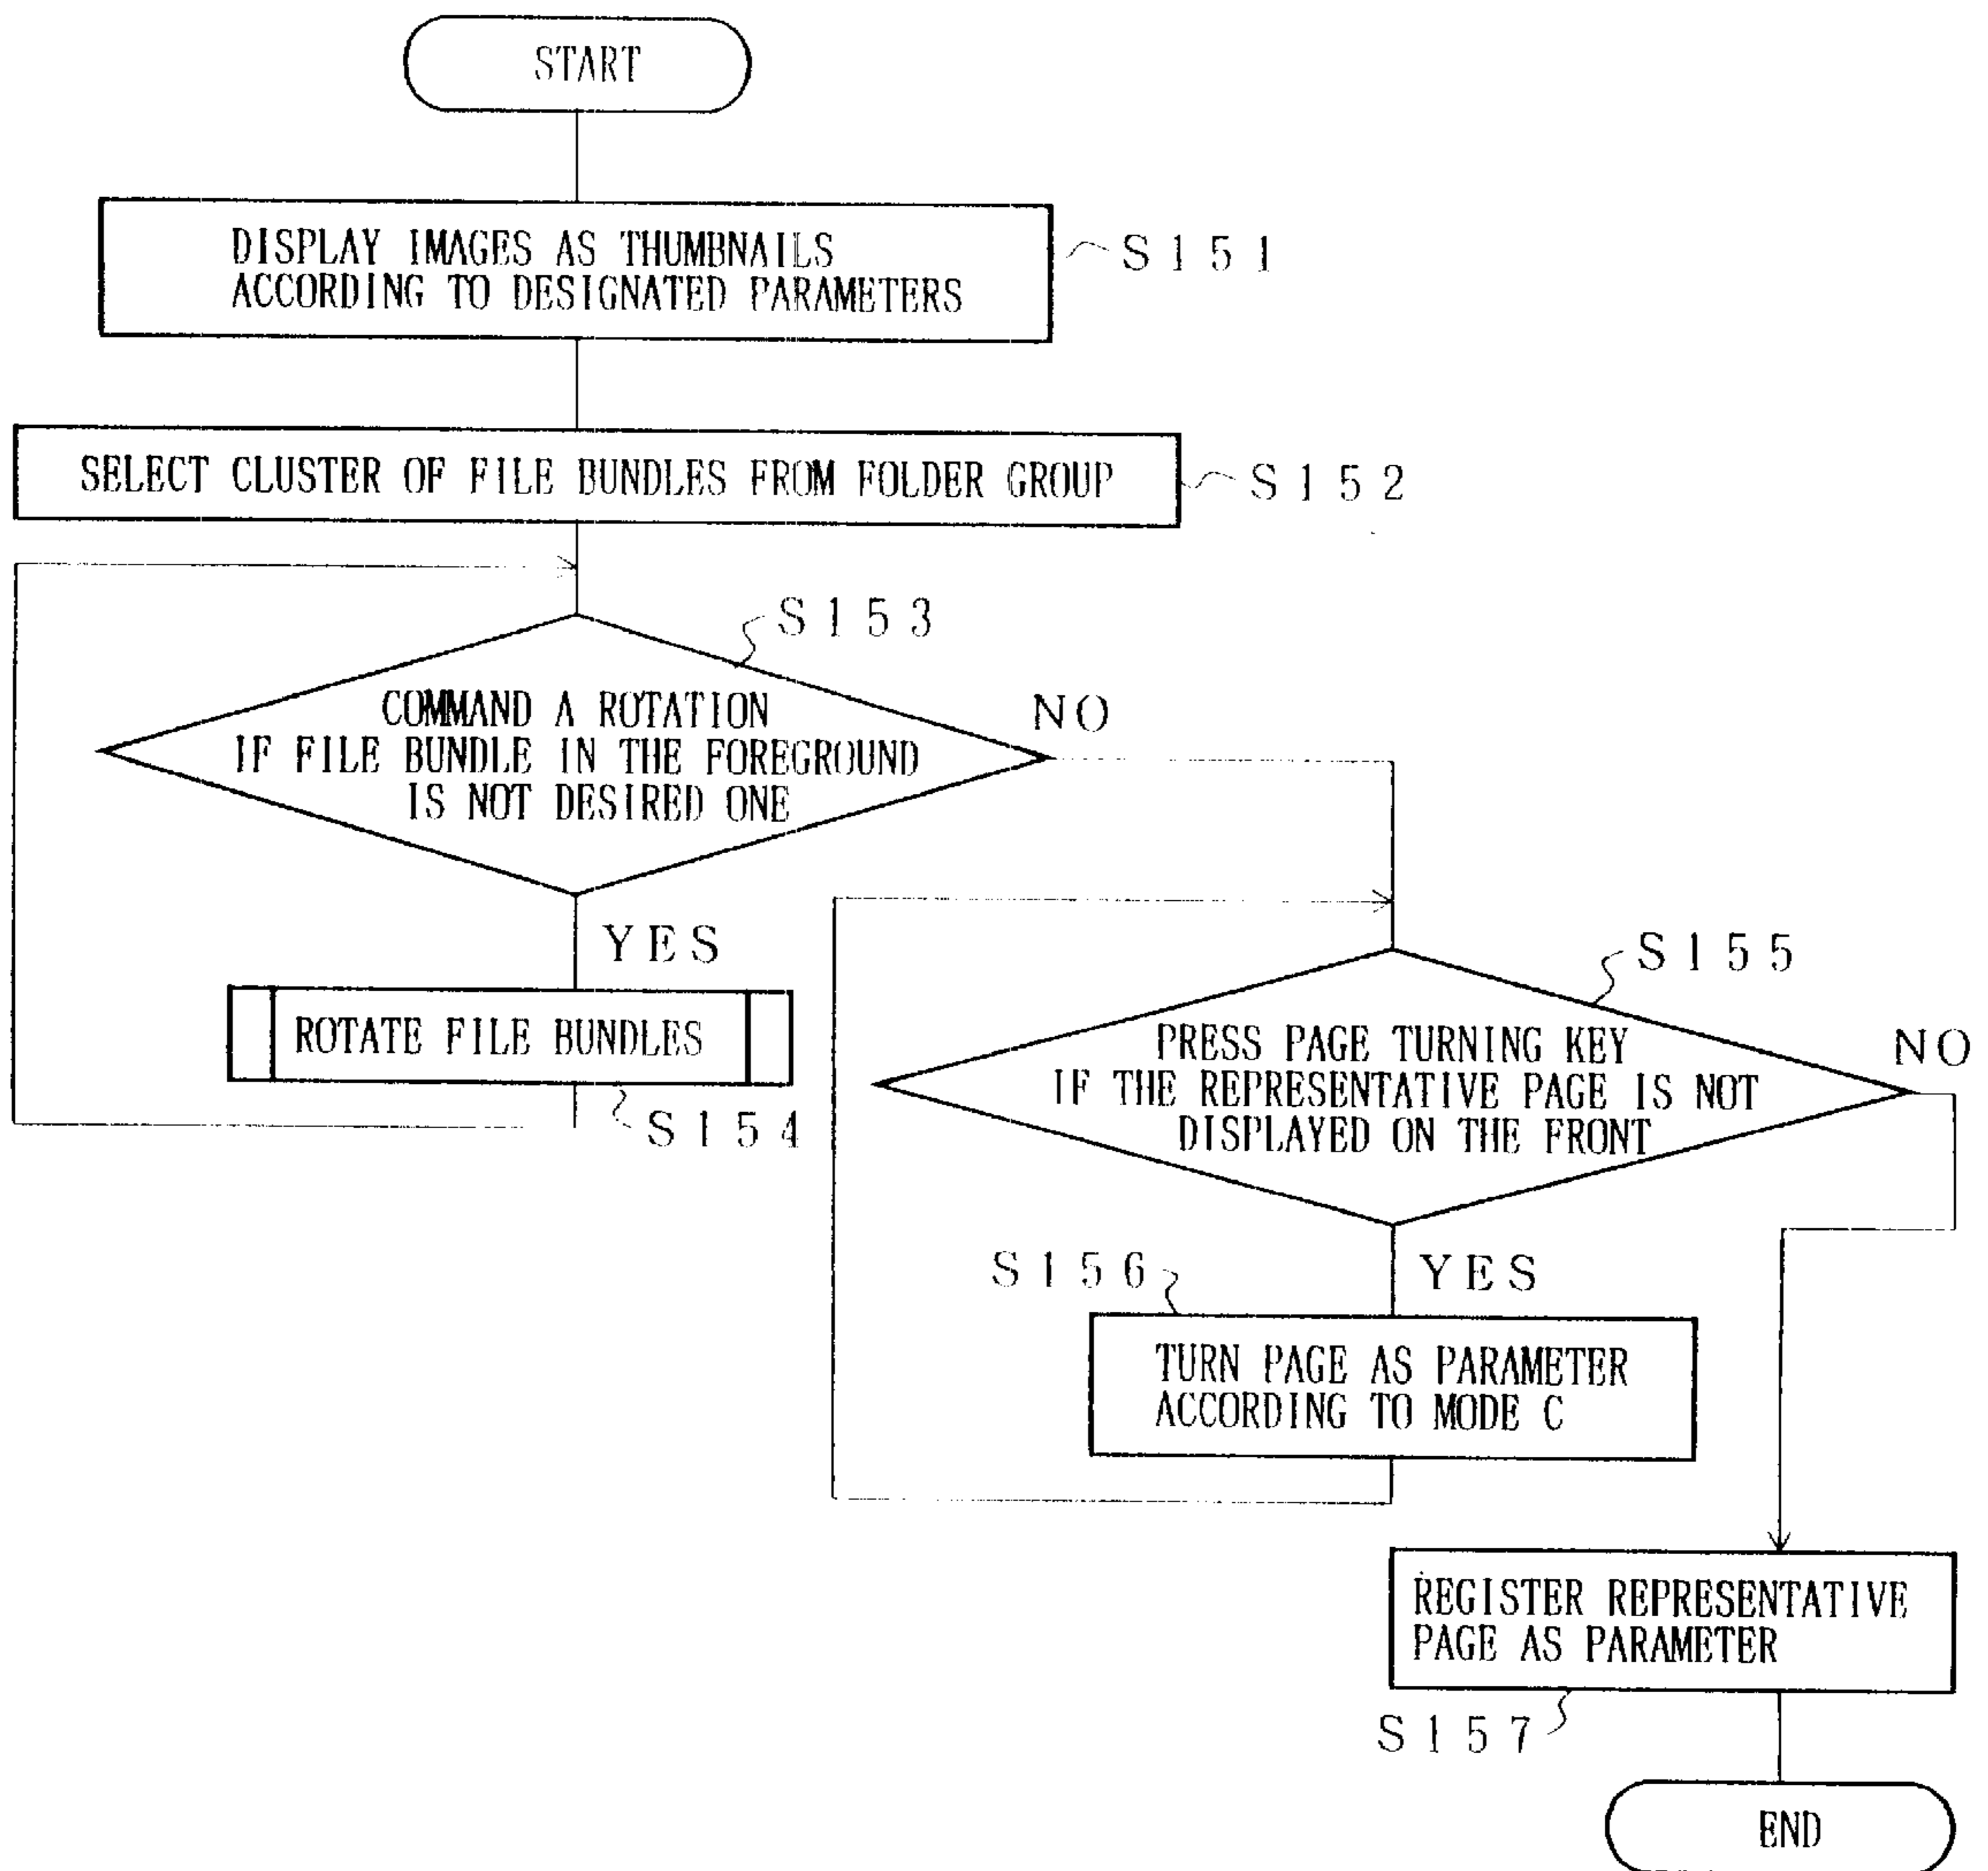 START
DISPLAY IMAGES AS THUMBNAILS
ACCORDING TO DESIGNATED PARAMETERS
S151
SELECT CLUSTER OF FILE BUNDLES FROM FOLDER GROUP
S152
S153
COMMAND A ROTATION
IF FILE BUNDLE IN THE FOREGROUND
IS NOT DESIRED ONE
NO
YES
ROTATE FILE BUNDLES
S154
S155
PRESS PAGE TURNING KEY
IF THE REPRESENTATIVE PAGE IS NOT
DISPLAYED ON THE FRONT
NO
YES
S156
TURN PAGE AS PARAMETER
ACCORDING TO MODE C
REGISTER REPRESENTATIVE
PAGE AS PARAMETER
S157
END